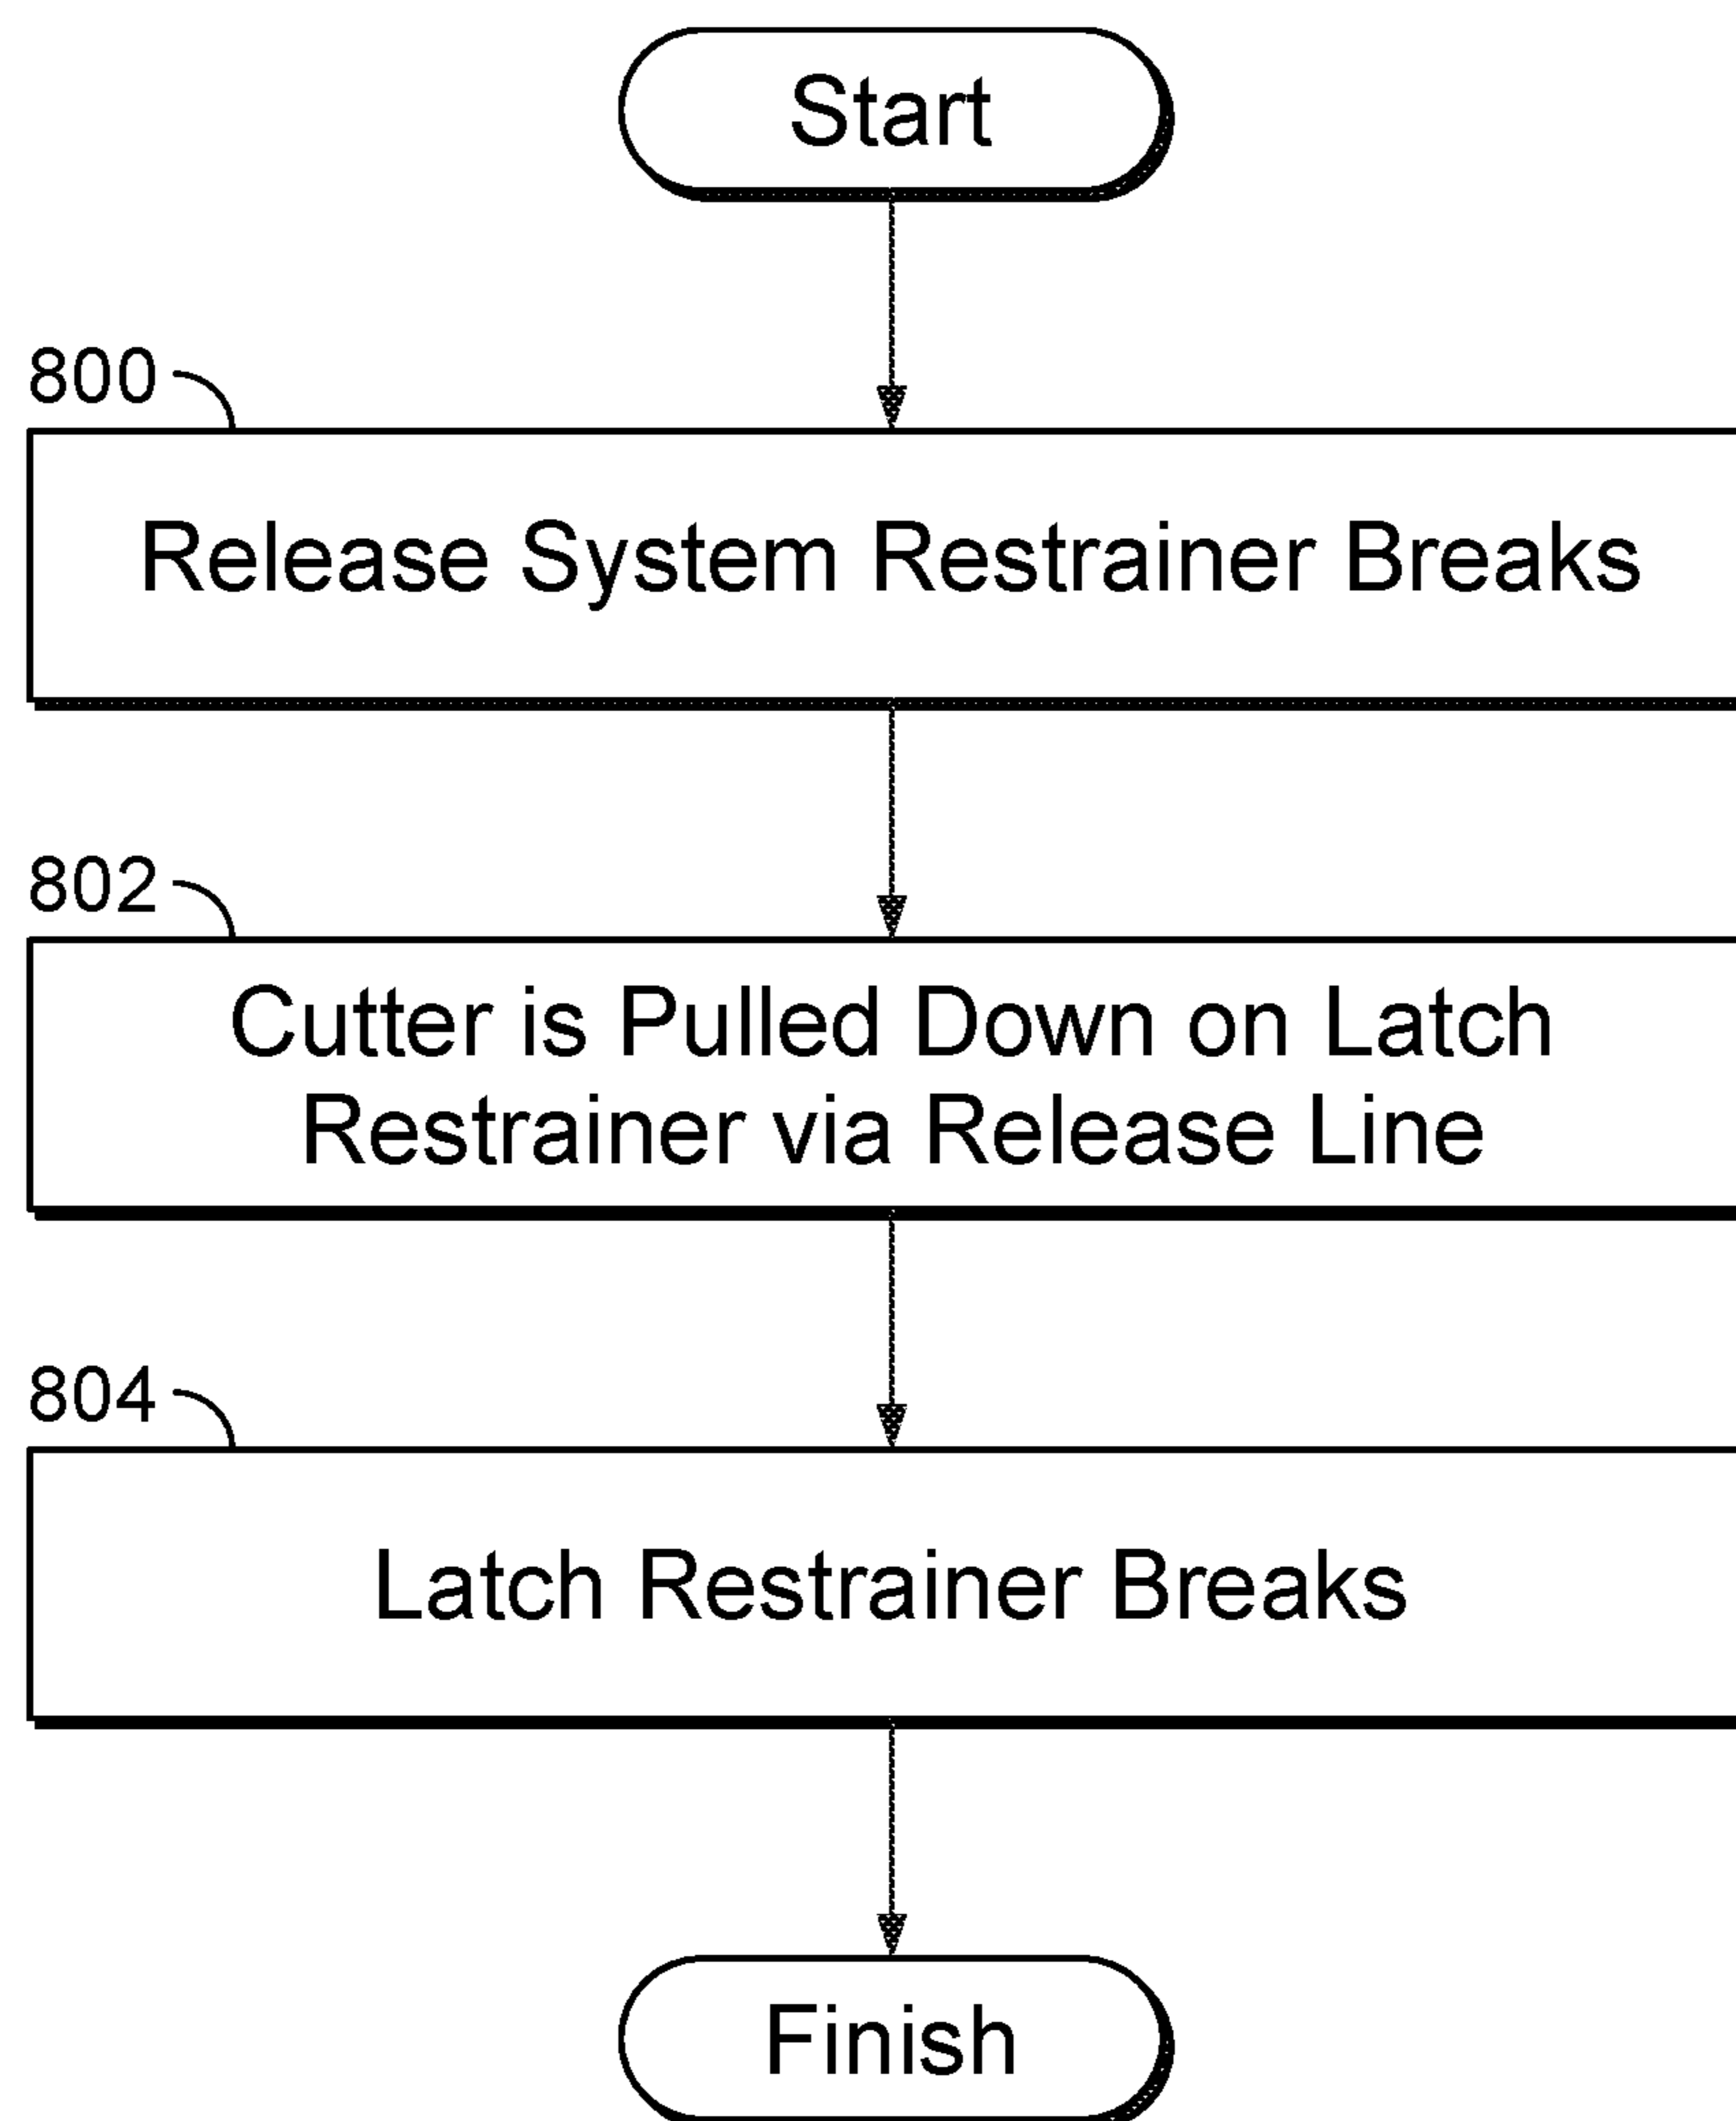 Start
800
Release System Restrainer Breaks
802
Cutter is Pulled Down on Latch
Restrainer via Release Line
804
Latch Restrainer Breaks
Finish